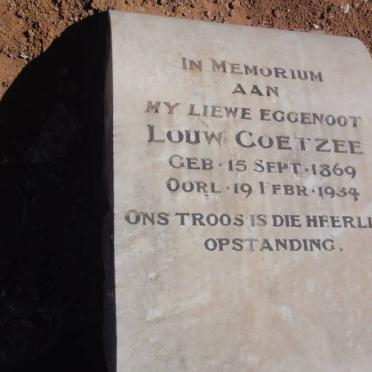 IN MEMORIUM
AAN
MY LIEWE EGGENOOT
LOUW COETZEE
GEB · 15 SEPT · 1869
OORL · 19 FEBR · 1934
ONS TROOS IS DIE HEERLI
OPSTANDING.